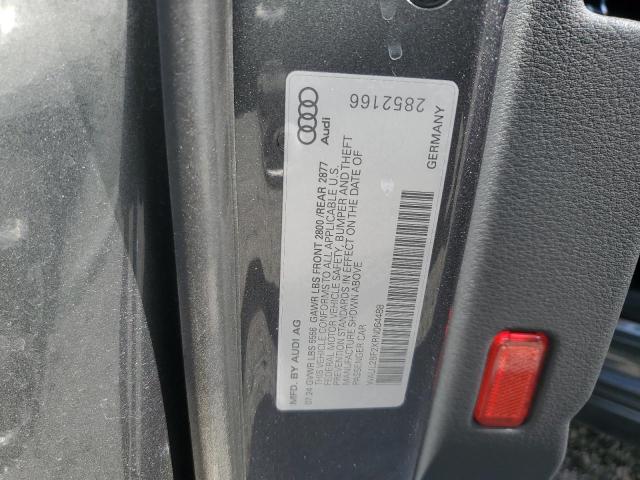 Audi
2852166
MFD. BY AUDI AG
GERMANY
07.24 GVWR LBS 5556 GAWR LBS FRONT 2800 /REAR 2877
THIS VEHICLE CONFORMS TO ALL APPLICABLE U.S.
FEDERAL MOTOR VEHICLE SAFETY, BUMPER AND THEFT
PREVENTION STANDARDS IN EFFECT ON THE DATE OF
MANUFACTURE SHOWN ABOVE
PASSENGER CAR